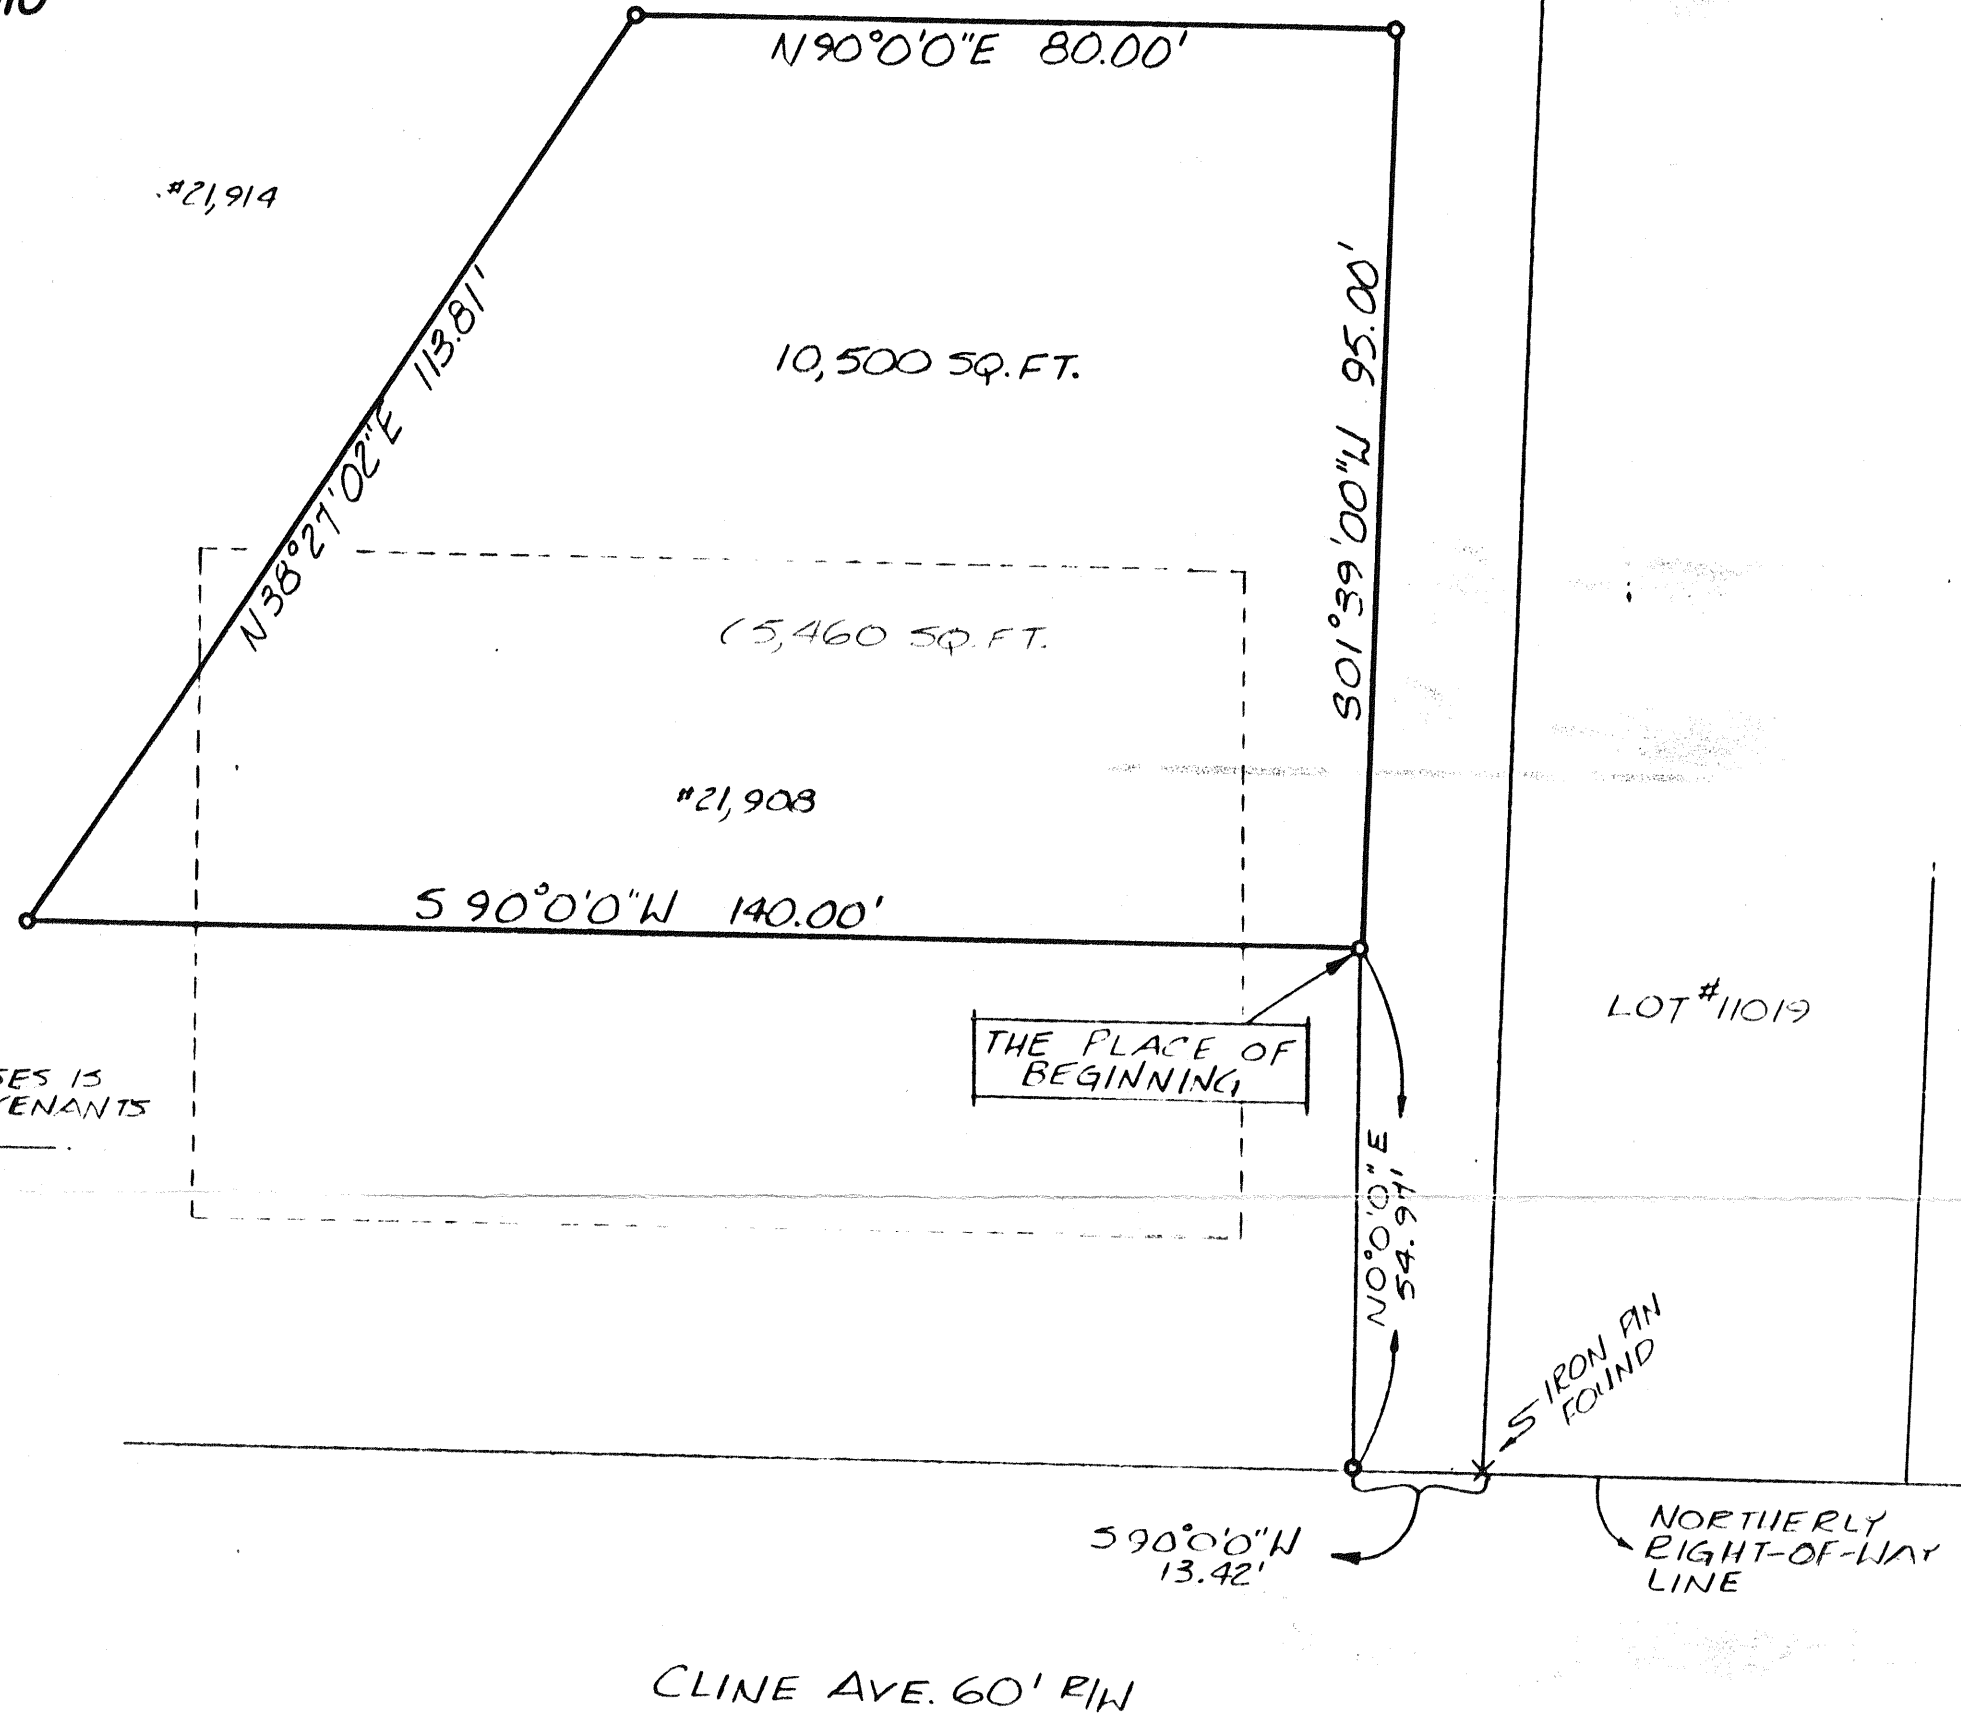 N 90°0'0"E 80.00'
#21,914
N 38°27'02"E 113.81'
10,500 SQ. FT.
S01°39'00"W 95.00'
(5,460 SQ. FT.
#21,908
S 90°0'0"W 140.00'
LOT #11019
THE PLACE OF
BEGINNING
SES IS
ENANTS
N0°0'0"E
54.97'
IRON PIN
FOUND
S 90°0'0"W
13.42'
NORTHERLY
RIGHT-OF-WAY
LINE
CLINE AVE. 60' R/W